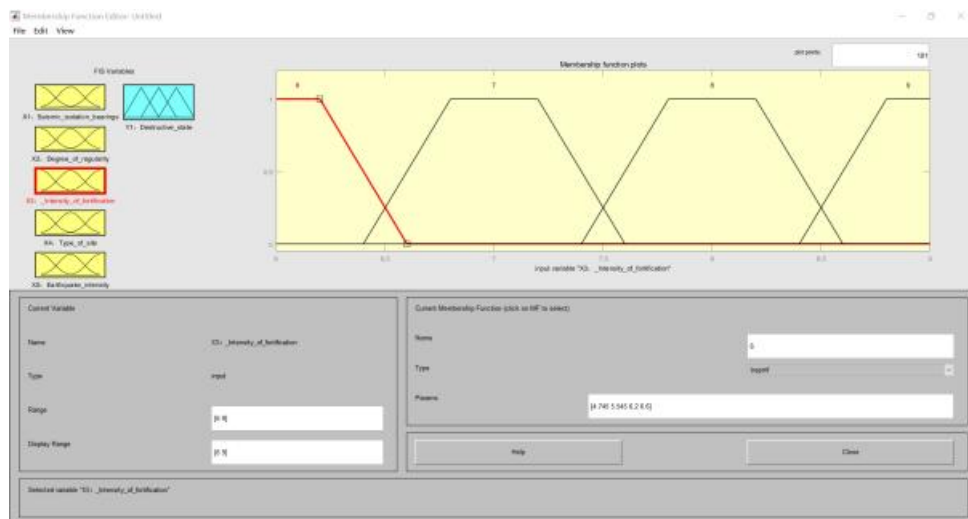 Membership Function Editor: Untitled
File Edit View
FIS Variables
X1: Seismic_isolation_bearings
Y1: Destructive_state
X2: Degree_of_regularity
X3: _Intensity_of_fortification
X4: Type_of_site
X5: Earthquake_intensity
plot points:
181
Membership function plots
6 7 8 9
1
0.5
0
6 6.5 7 7.5 8 8.5 9
input variable "X3: _Intensity_of_fortification"
Current Variable
Name X3: _Intensity_of_fortification
Type input
Range [6 9]
Display Range [6 9]
Current Membership Function (click on MF to select)
Name 6
Type trapmf
Params [4.745 5.545 6.2 6.6]
Help Close
Selected variable "X3: _Intensity_of_fortification"